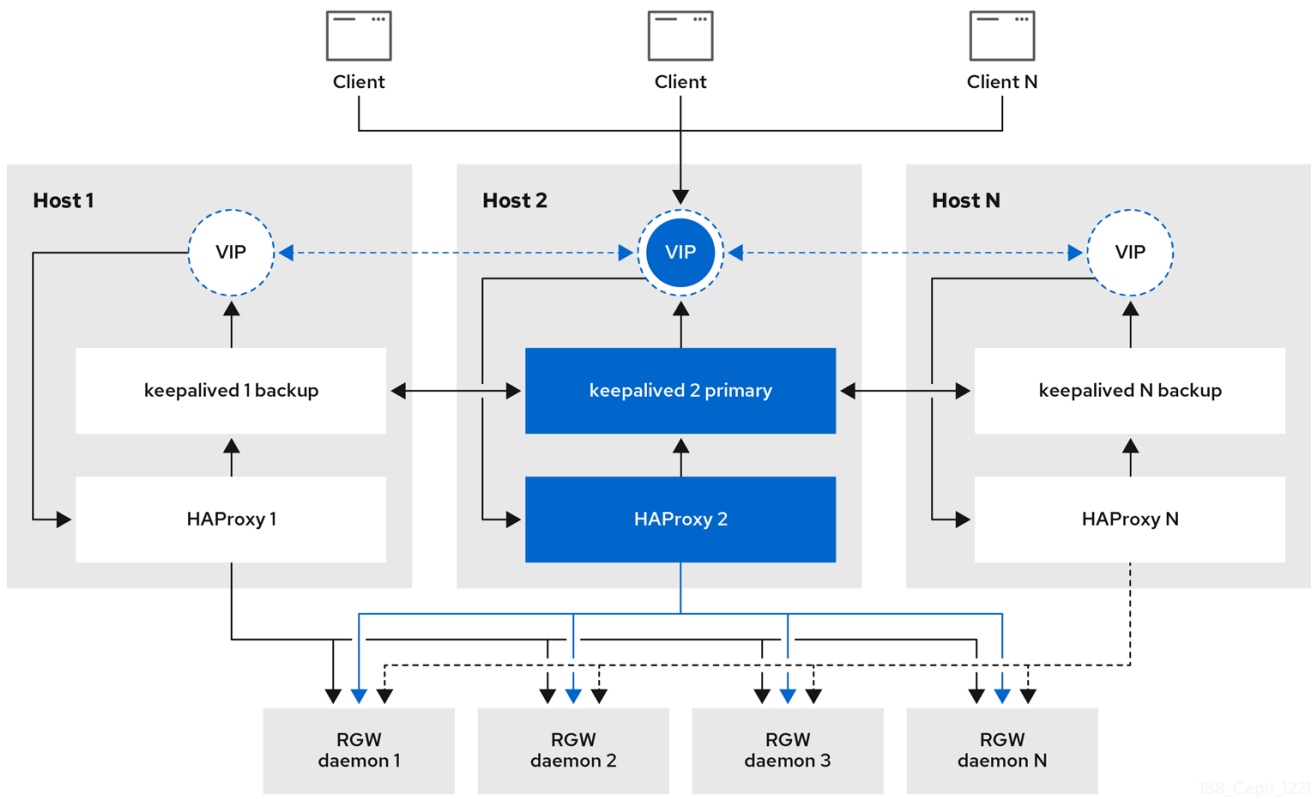 Client
Client
Client N
Host 1
Host 2
Host N
VIP
VIP
VIP
keepalived 1 backup
keepalived 2 primary
keepalived N backup
HAProxy 1
HAProxy 2
HAProxy N
RGW
daemon 1
RGW
daemon 2
RGW
daemon 3
RGW
daemon N
158_Ceph_1221